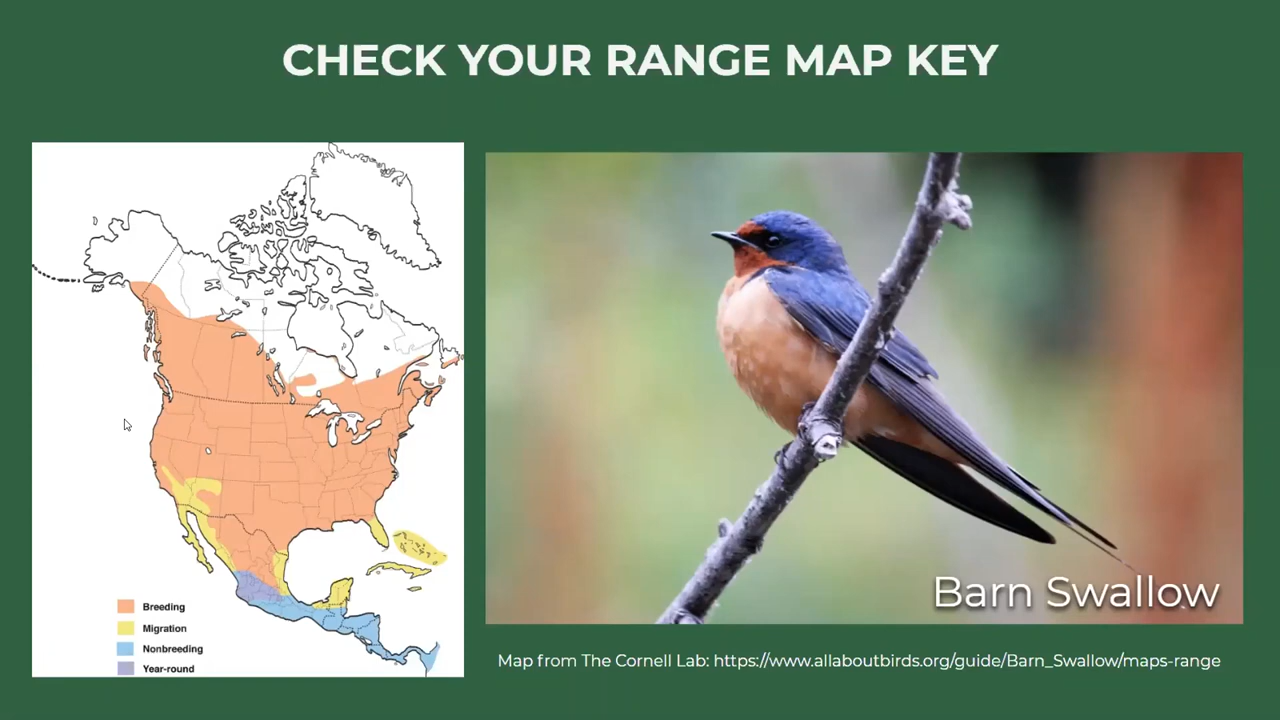 CHECK YOUR RANGE MAP KEY
Breeding
Migration
Nonbreeding
Year-round
Barn Swallow
Map from The Cornell Lab: https://www.allaboutbirds.org/guide/Barn_Swallow/maps-range